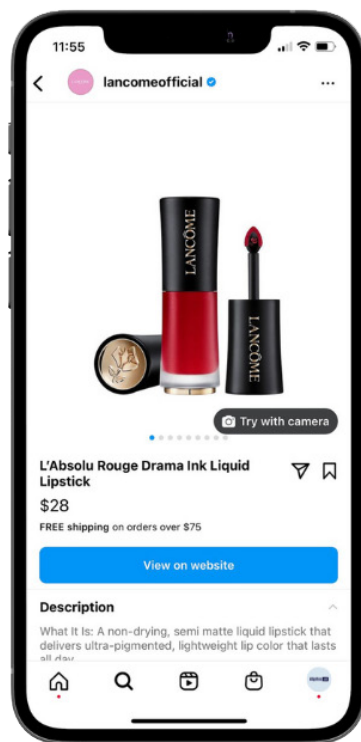 11:55
lancomeofficial
LANCÔME
LANCÔME
Try with camera
L'Absolu Rouge Drama Ink Liquid
Lipstick
$28
FREE shipping on orders over $75
View on website
Description
What It Is: A non-drying, semi matte liquid lipstick that
delivers ultra-pigmented, lightweight lip color that lasts
all day